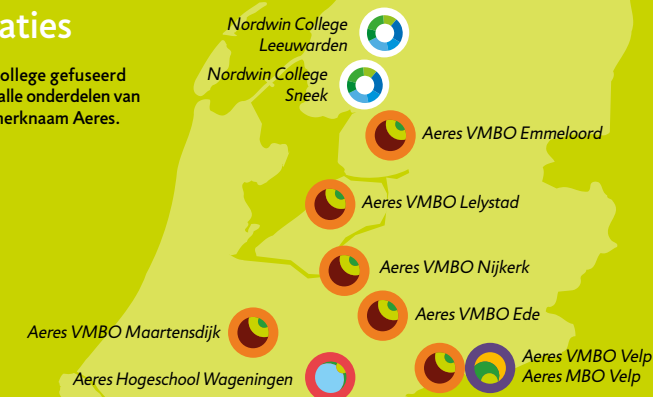 aties
ollege gefuseerd
alle onderdelen van
merknaam Aeres.
Nordwin College
Leeuwarden
Nordwin College
Sneek
Aeres VMBO Emmeloord
Aeres VMBO Lelystad
Aeres VMBO Nijkerk
Aeres VMBO Ede
Aeres VMBO Maartensdijk
Aeres Hogeschool Wageningen
Aeres VMBO Velp
Aeres MBO Velp